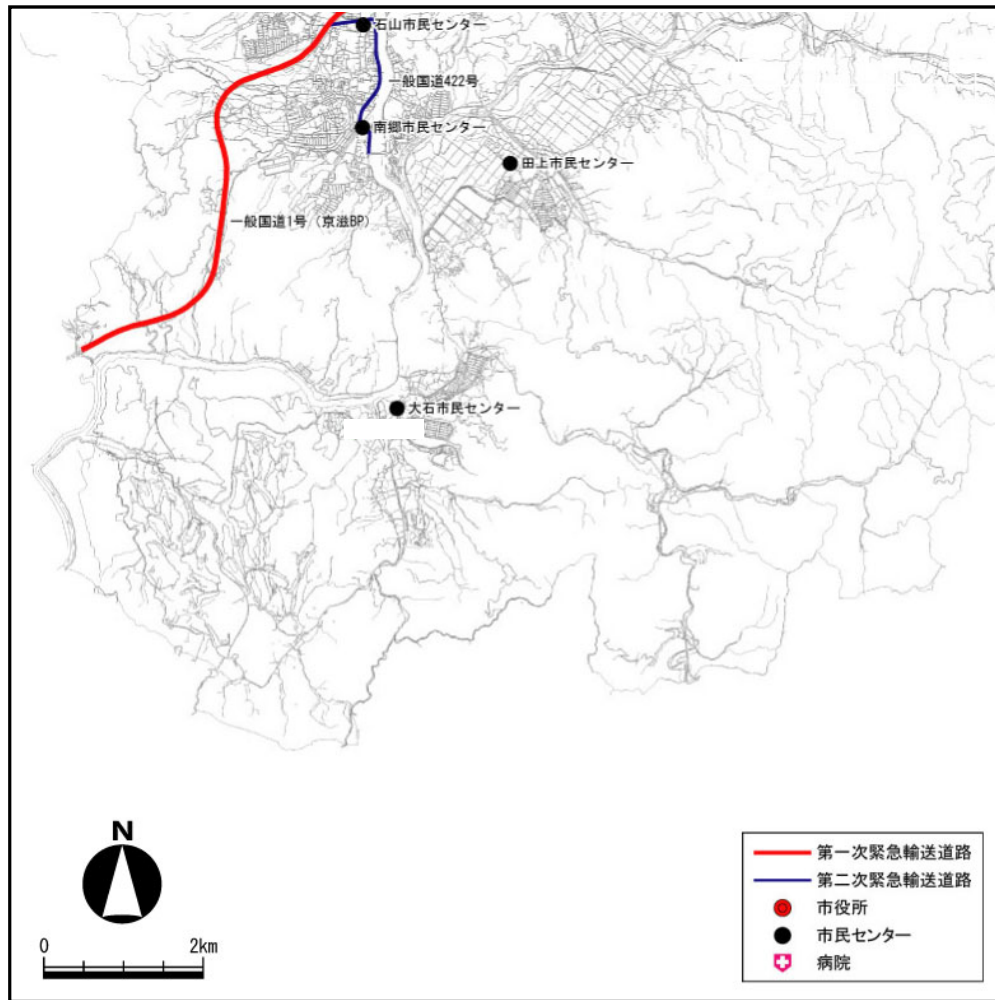 石山市民センター
一般国道422号
南郷市民センター
田上市民センター
一般国道1号（京滋BP）
大石市民センター
N
0 2km
第一次緊急輸送道路
第二次緊急輸送道路
市役所
市民センター
病院